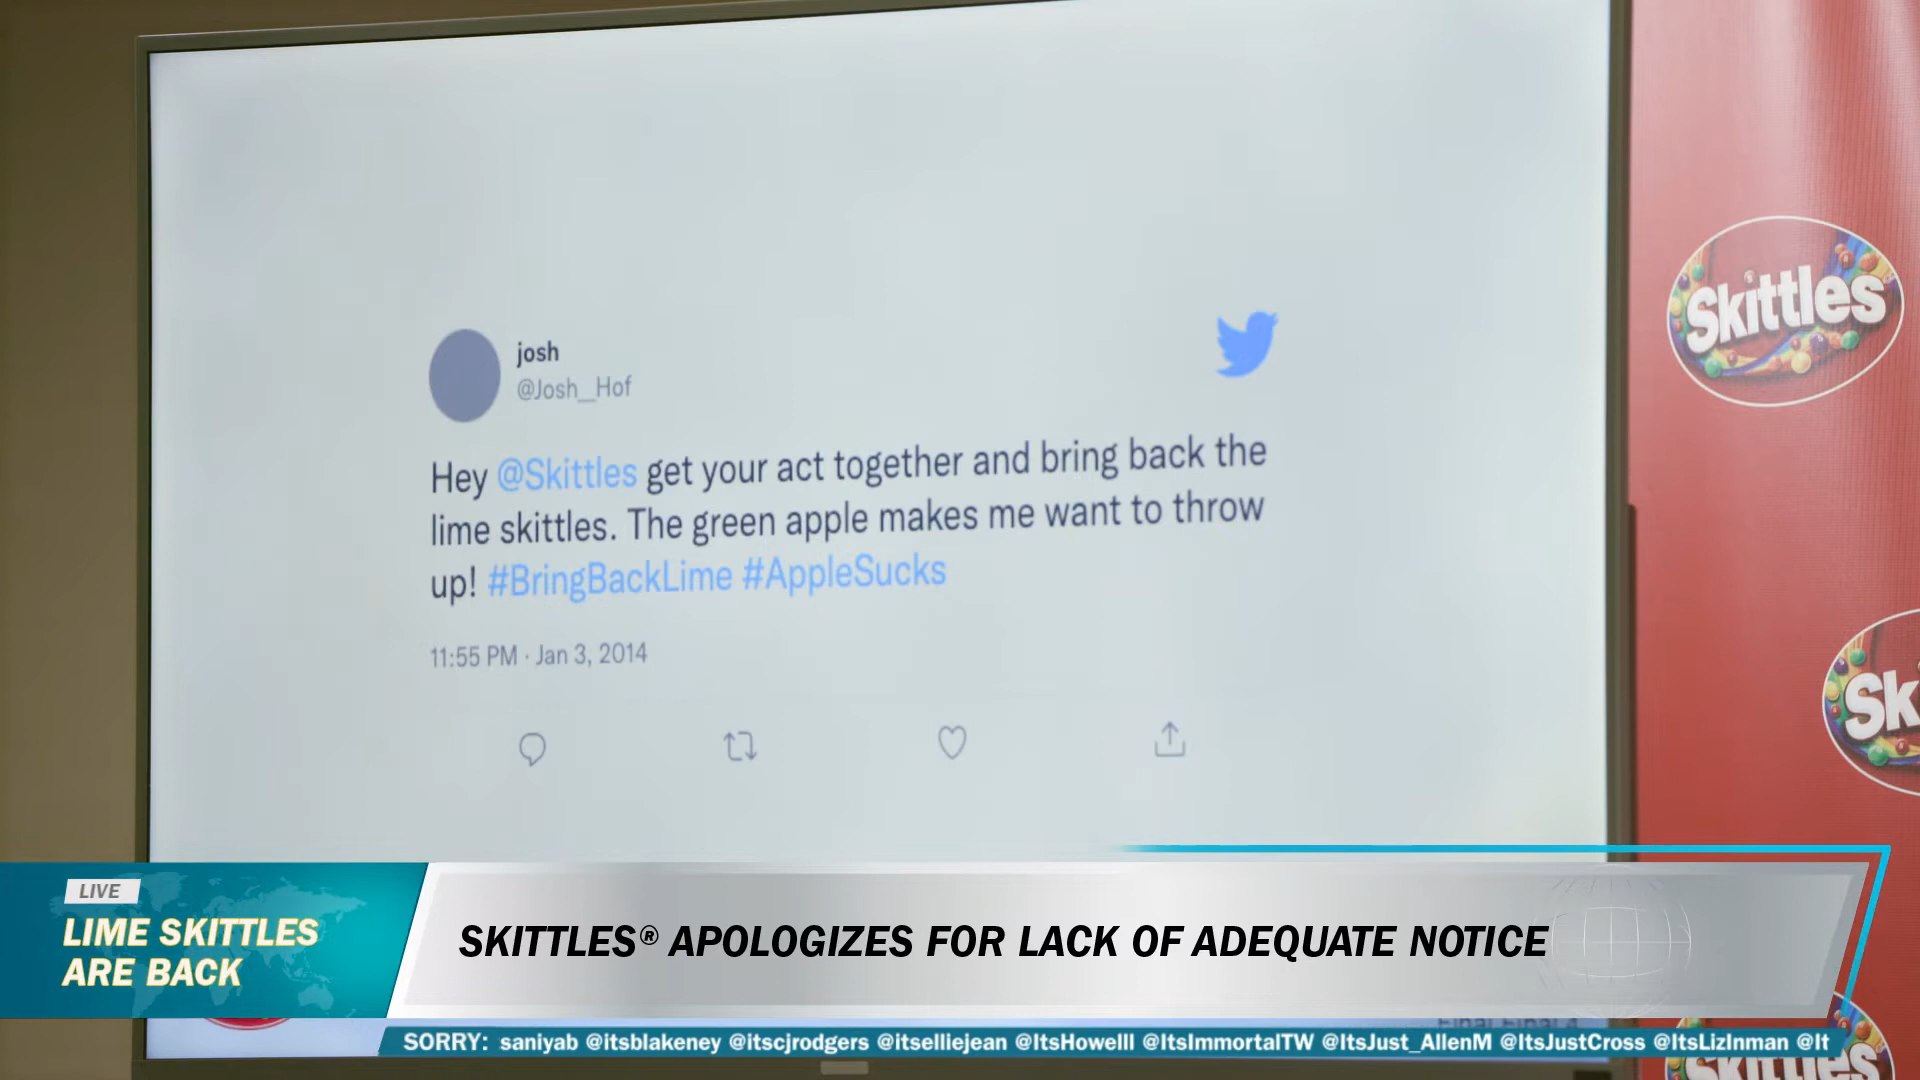 josh
@Josh__Hof
Hey @Skittles get your act together and bring back the
lime skittles. The green apple makes me want to throw
up! #BringBackLime #AppleSucks
11:55 PM · Jan 3, 2014
Skittles
Sk
LIVE
LIME SKITTLES
ARE BACK
SKITTLES® APOLOGIZES FOR LACK OF ADEQUATE NOTICE
SORRY: saniyab @itsblakeney @itscjrodgers @itselliejean @ItsHowelll @ItsImmortalTW @ItsJust_AllenM @ItsJustCross @ItsLizInman @It
Skittles